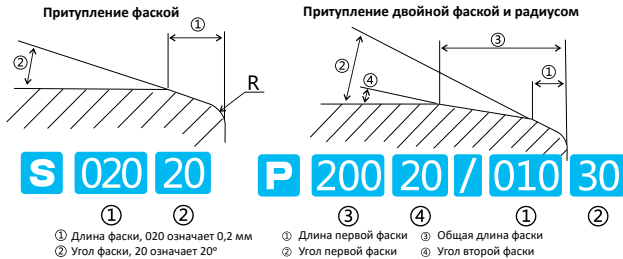 Притупление фаской
①
②
R
S 020 20
① ②
① Длина фаски, 020 означает 0,2 мм
② Угол фаски, 20 означает 20°
Притупление двойной фаской и радиусом
③
②
④
①
P 200 20 / 010 30
③ ④ ① ②
① Длина первой фаски ③ Общая длина фаски
② Угол первой фаски ④ Угол второй фаски